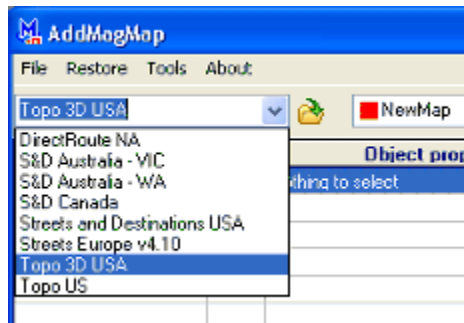 AddMagMap
File Restore Tools About
Topo 3D USA NewMap
DirectRoute NA
S&D Australia - VIC
S&D Australia - WA
S&D Canada
Streets and Destinations USA
Streets Europe v4.10
Topo 3D USA
Topo US
Object prop
thing to select